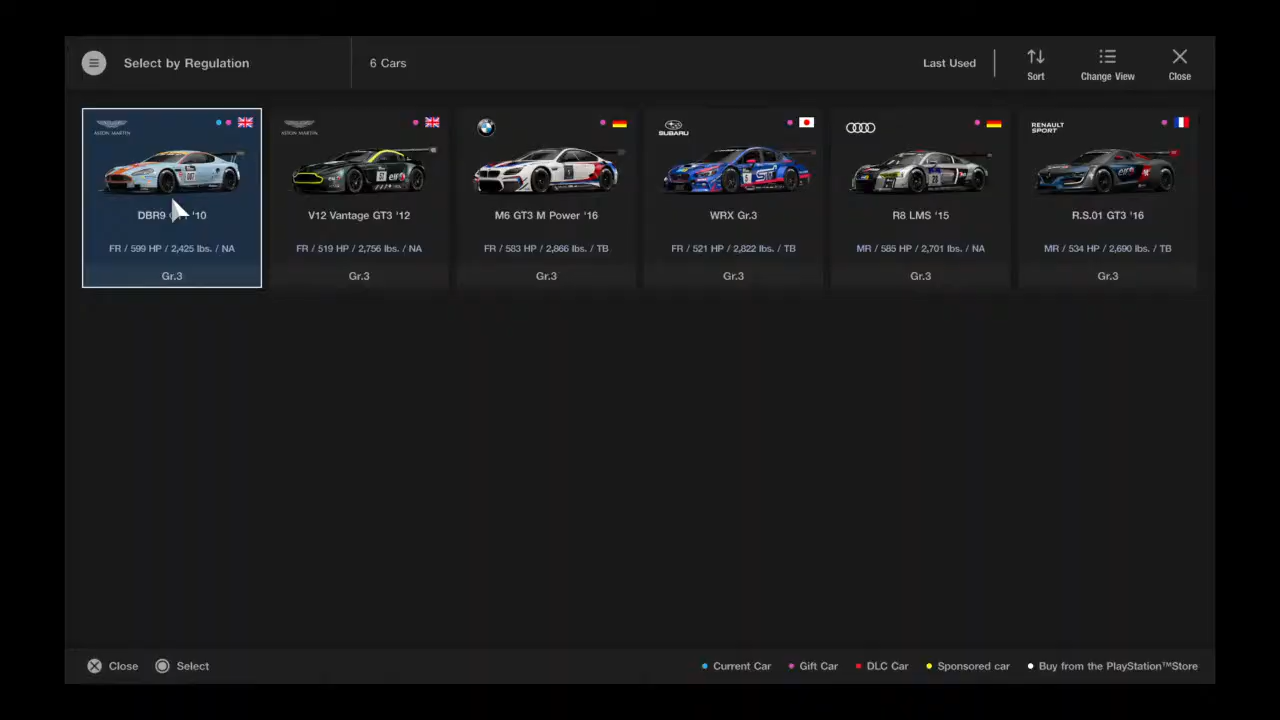 Select by Regulation
6 Cars
Last Used
Sort
Change View
Close
ASTON MARTIN
DBR9 '10
FR / 599 HP / 2,425 lbs. / NA
Gr.3
ASTON MARTIN
V12 Vantage GT3 '12
FR / 519 HP / 2,756 lbs. / NA
Gr.3
M6 GT3 M Power '16
FR / 583 HP / 2,866 lbs. / TB
Gr.3
SUBARU
WRX Gr.3
FR / 521 HP / 2,822 lbs. / TB
Gr.3
R8 LMS '15
MR / 585 HP / 2,701 lbs. / NA
Gr.3
RENAULT
SPORT
R.S.01 GT3 '16
MR / 534 HP / 2,690 lbs. / TB
Gr.3
Close
Select
Current Car
Gift Car
DLC Car
Sponsored car
Buy from the PlayStation™Store